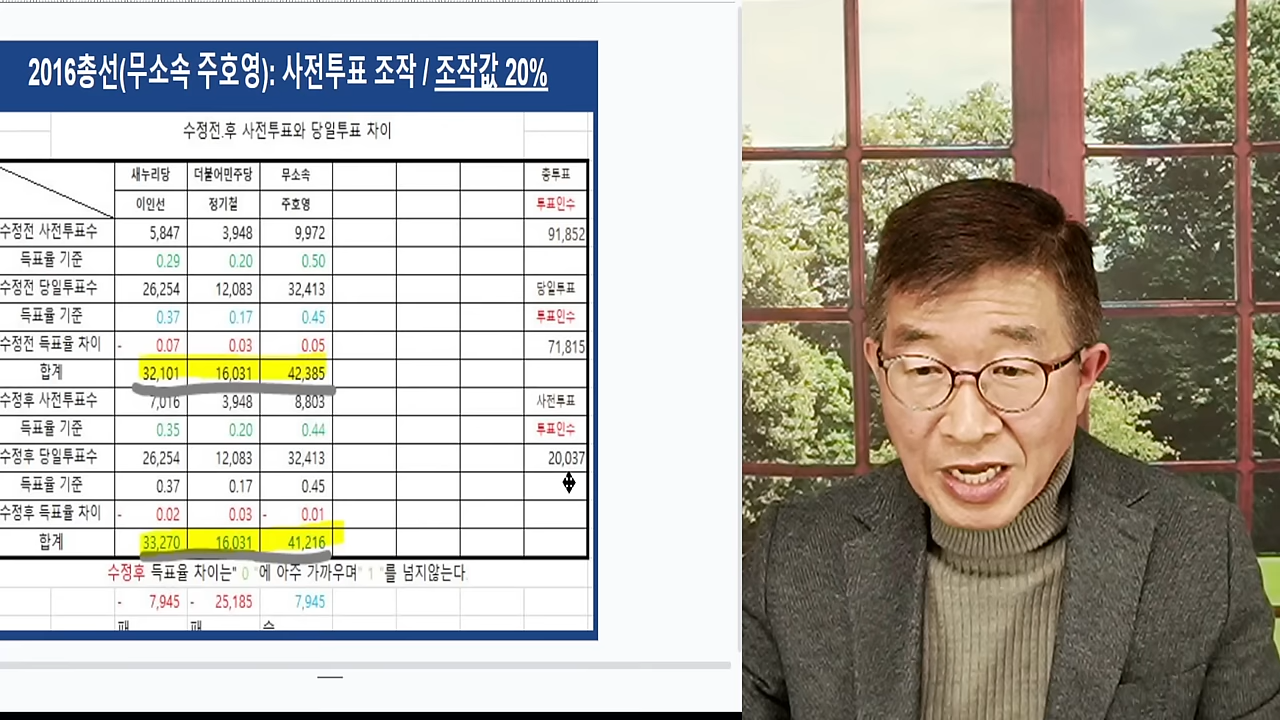 2016총선(무소속 주호영): 사전투표 조작 / 조작값 20%
수정전.후 사전투표와 당일투표 차이
새누리당 더불어민주당 무소속 총투표
이인선 정기철 주호영 투표인수
수정전 사전투표수 5,847 3,948 9,972 91,852
득표율 기준 0.29 0.20 0.50
수정전 당일투표수 26,254 12,083 32,413 당일투표
득표율 기준 0.37 0.17 0.45 투표인수
수정전 득표율 차이 - 0.07 0.03 0.05 71,815
합계 32,101 16,031 42,385
수정후 사전투표수 7,016 3,948 8,803 사전투표
득표율 기준 0.35 0.20 0.44 투표인수
수정후 당일투표수 26,254 12,083 32,413 20,037
득표율 기준 0.37 0.17 0.45
수정후 득표율 차이 - 0.02 0.03 - 0.01
합계 33,270 16,031 41,216
수정후 득표율 차이는" 0 "에 아주 가까우며" 1 "를 넘지않는다.
- 7,945 - 25,185 7,945